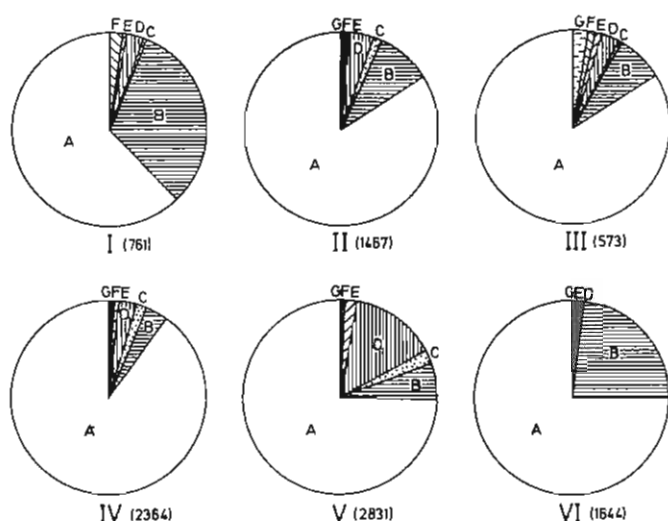 F E D C
B
A
I (761)
G F E C
D
B
A
II (1467)
G F E D C
B
A
III (573)
G F E C
D
B
A
IV (2364)
G F E
D C
B
A
V (2831)
G E D
B
A
VI (1644)